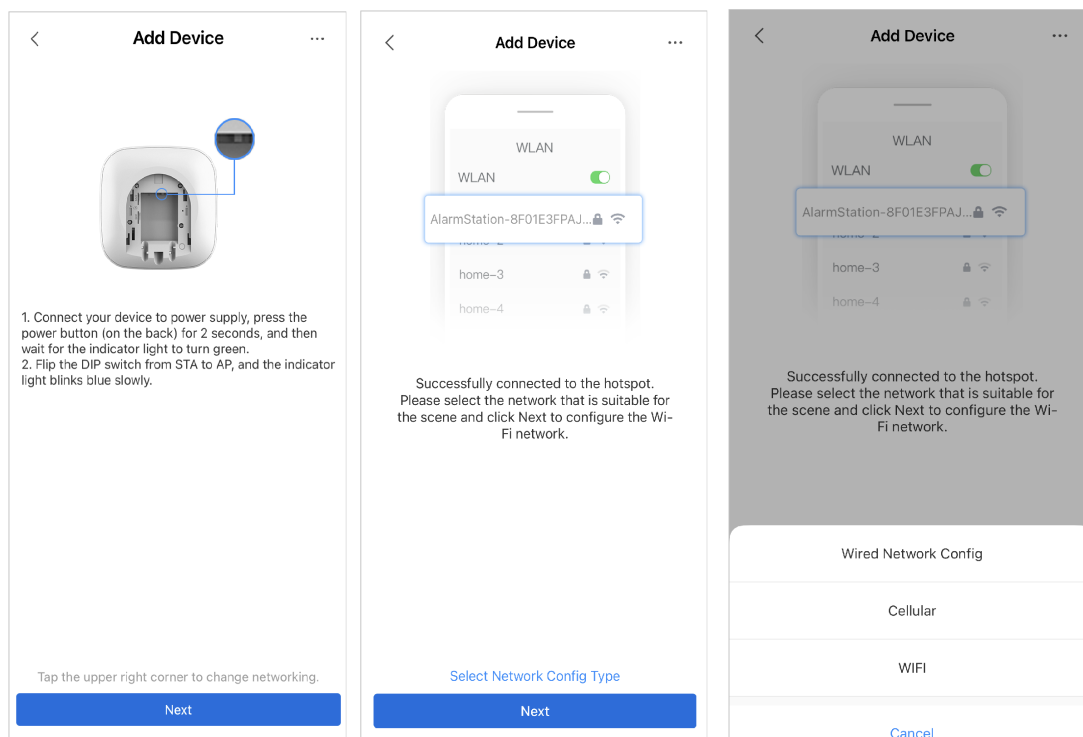 Add Device
...
1. Connect your device to power supply, press the
power button (on the back) for 2 seconds, and then
wait for the indicator light to turn green.
2. Flip the DIP switch from STA to AP, and the indicator
light blinks blue slowly.
Tap the upper right corner to change networking.
Next
Add Device
...
WLAN
WLAN
AlarmStation-8F01E3FPAJ...
home-2
home–3
home–4
Successfully connected to the hotspot.
Please select the network that is suitable for
the scene and click Next to configure the Wi-
Fi network.
Select Network Config Type
Next
Add Device
...
WLAN
WLAN
AlarmStation-8F01E3FPAJ...
home-2
home–3
home–4
Successfully connected to the hotspot.
Please select the network that is suitable for
the scene and click Next to configure the Wi-
Fi network.
Wired Network Config
Cellular
WIFI
Cancel